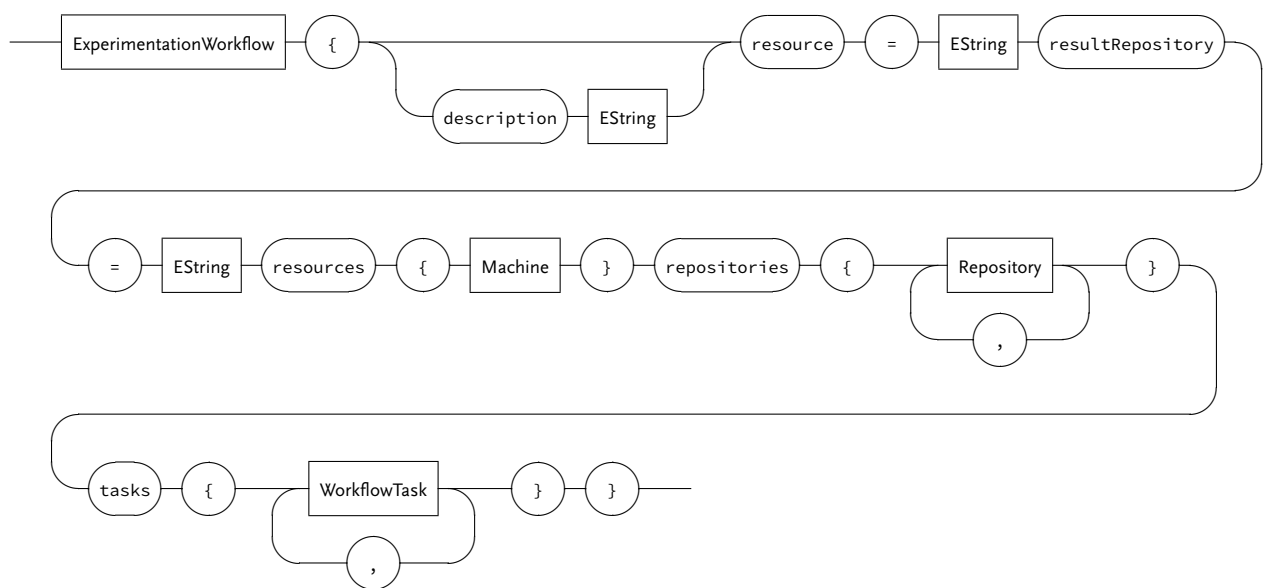 ExperimentationWorkflow { resource = EString resultRepository
description EString
= EString resources { Machine } repositories { Repository }
,
tasks { WorkflowTask } }
,